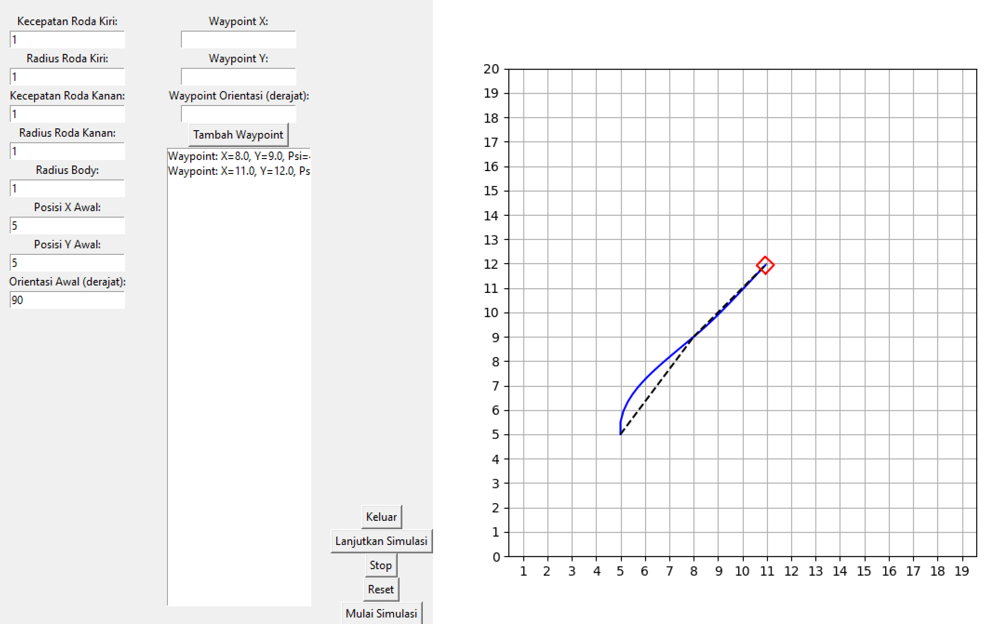 Kecepatan Roda Kiri:
1
Radius Roda Kiri:
1
Kecepatan Roda Kanan:
1
Radius Roda Kanan:
1
Radius Body:
1
Posisi X Awal:
5
Posisi Y Awal:
5
Orientasi Awal (derajat):
90
Waypoint X:
Waypoint Y:
Waypoint Orientasi (derajat):
Tambah Waypoint
Waypoint: X=8.0, Y=9.0, Psi=
Waypoint: X=11.0, Y=12.0, Ps
Keluar
Lanjutkan Simulasi
Stop
Reset
Mulai Simulasi
20
19
18
17
16
15
14
13
12
11
10
9
8
7
6
5
4
3
2
1
0
1 2 3 4 5 6 7 8 9 10 11 12 13 14 15 16 17 18 19